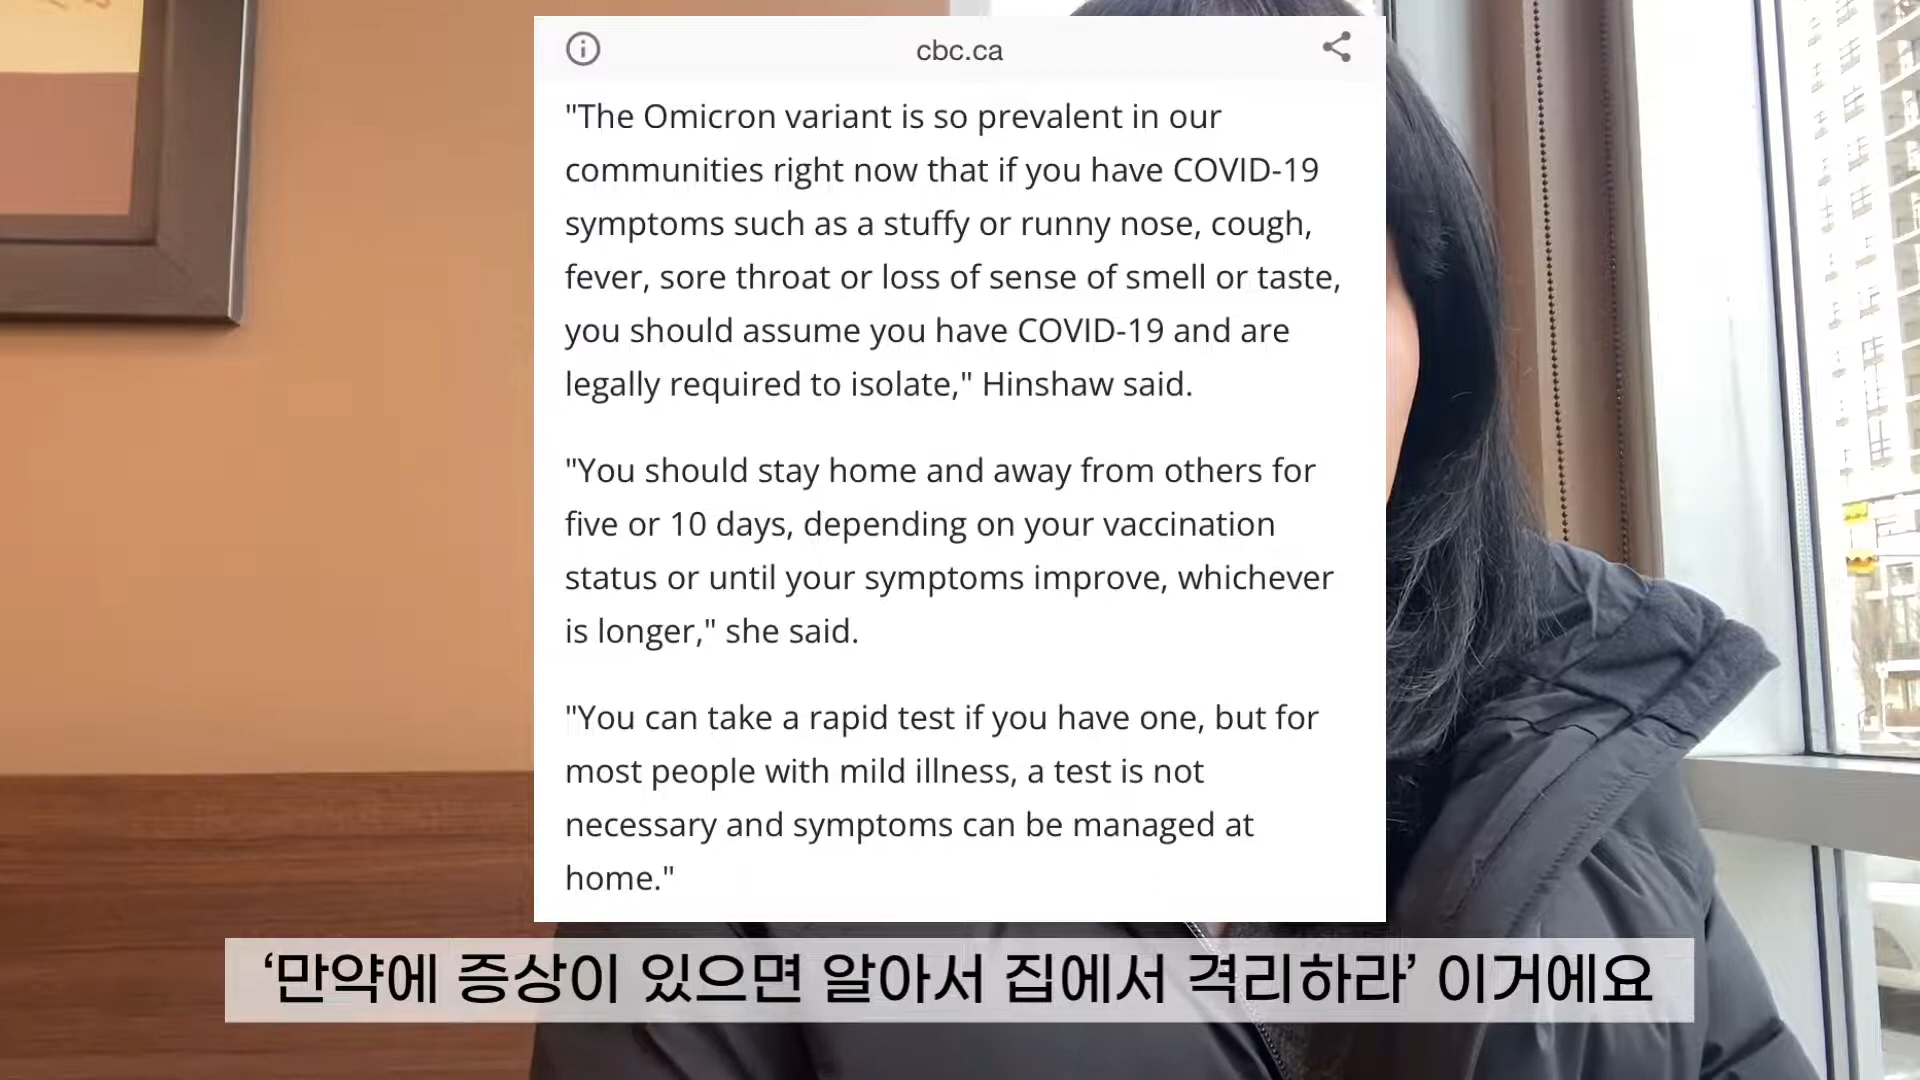 cbc.ca
"The Omicron variant is so prevalent in our
communities right now that if you have COVID-19
symptoms such as a stuffy or runny nose, cough,
fever, sore throat or loss of sense of smell or taste,
you should assume you have COVID-19 and are
legally required to isolate," Hinshaw said.
"You should stay home and away from others for
five or 10 days, depending on your vaccination
status or until your symptoms improve, whichever
is longer," she said.
"You can take a rapid test if you have one, but for
most people with mild illness, a test is not
necessary and symptoms can be managed at
home."
‘만약에 증상이 있으면 알아서 집에서 격리하라’ 이거에요